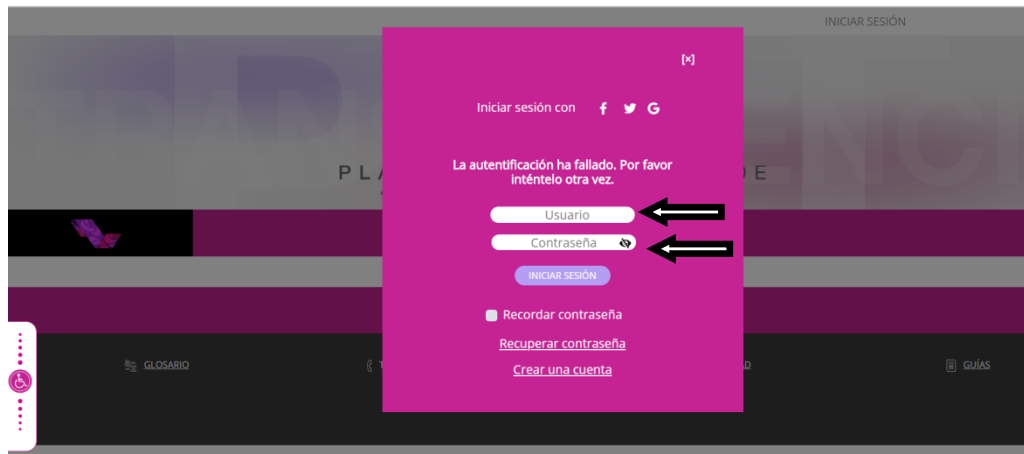 INICIAR SESIÓN
[×]
Iniciar sesión con
La autentificación ha fallado. Por favor
inténtelo otra vez.
Usuario
Contraseña
INICIAR SESIÓN
Recordar contraseña
Recuperar contraseña
Crear una cuenta
GLOSARIO
GUÍAS